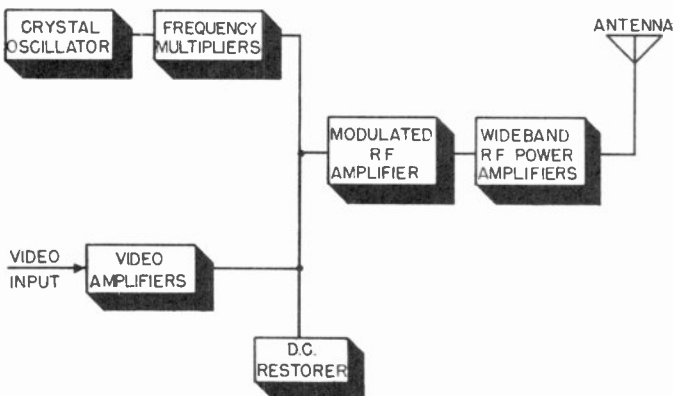 CRYSTAL
OSCILLATOR
FREQUENCY
MULTIPLIERS
ANTENNA
MODULATED
RF
AMPLIFIER
WIDEBAND
RF POWER
AMPLIFIERS
VIDEO
INPUT
VIDEO
AMPLIFIERS
D.C.
RESTORER